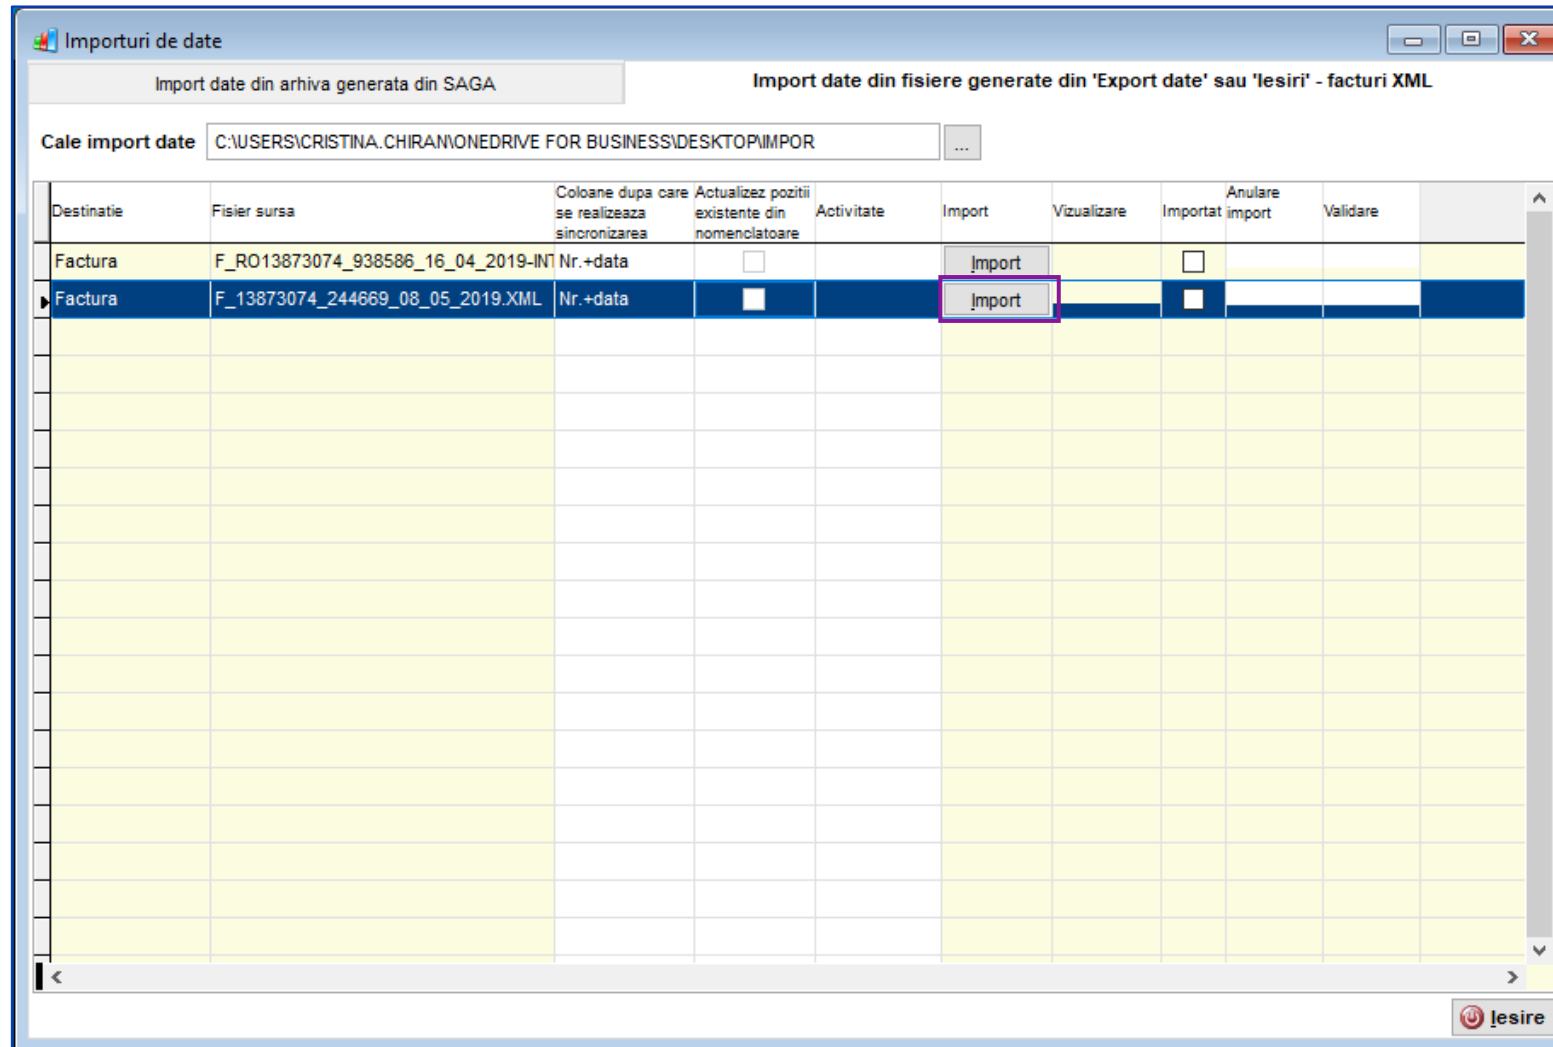 Importuri de date
Import date din arhiva generata din SAGA
Import date din fisiere generate din 'Export date' sau 'Iesiri' - facturi XML
Cale import date C:\USERS\CRISTINA.CHIRAN\ONEDRIVE FOR BUSINESS\DESKTOP\IMPOR ...
Destinatie
Fisier sursa
Coloane dupa care
se realizeaza
sincronizarea
Actualizez pozitii
existente din
nomenclatoare
Activitate
Import
Vizualizare
Importat
Anulare
import
Validare
Factura F_RO13873074_938586_16_04_2019-INT Nr.+data Import
Factura F_13873074_244669_08_05_2019.XML Nr.+data Import
Iesire